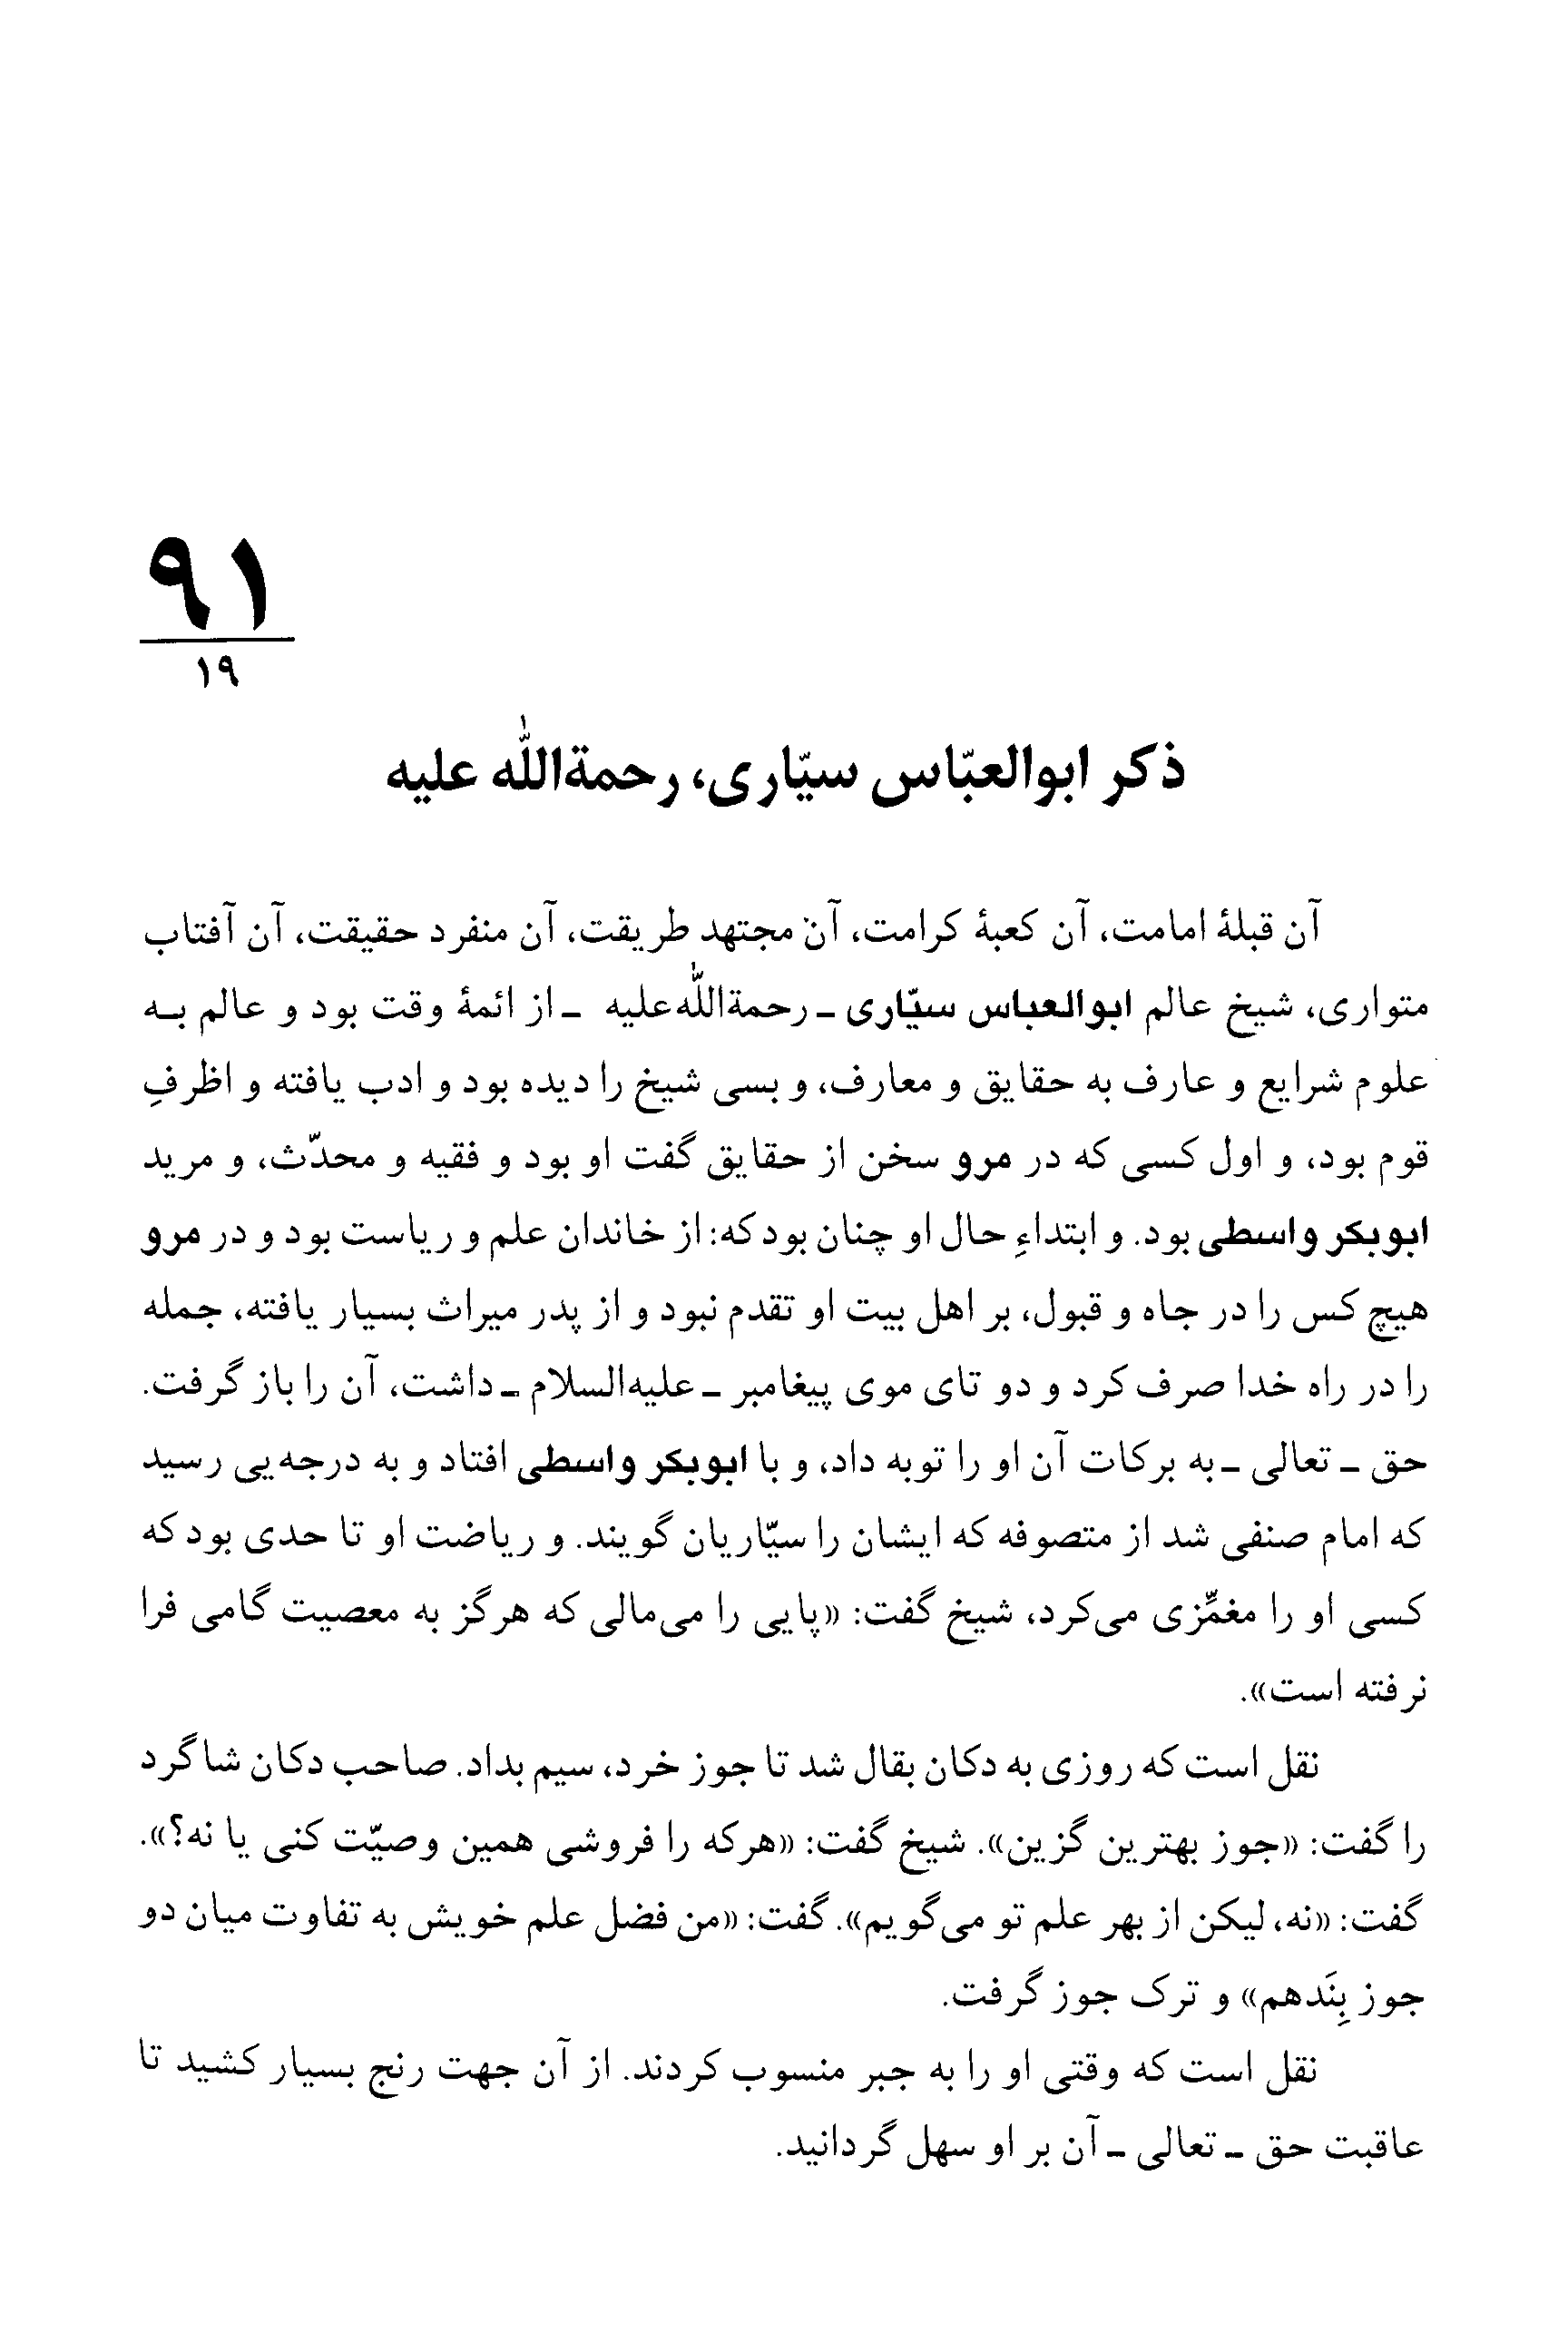 ۹۱
۱۹
ذکر ابوالعبّاس سیّاری، رحمةاللّٰه علیه
آن قبلهٔ امامت، آن کعبهٔ کرامت، آن مجتهد طریقت، آن منفرد حقیقت، آن آفتاب
متواری، شیخ عالم ابوالعباس سیّاری ـ رحمةاللّٰه‌علیه ـ از ائمهٔ وقت بود و عالم به
علوم شرایع و عارف به حقایق و معارف، و بسی شیخ را دیده بود و ادب یافته و اظرفِ
قوم بود، و اول کسی که در مرو سخن از حقایق گفت او بود و فقیه و محدّث، و مرید
ابوبکر واسطی بود. و ابتداءِ حال او چنان بود که: از خاندان علم و ریاست بود و در مرو
هیچ کس را در جاه و قبول، بر اهل بیت او تقدم نبود و از پدر میراث بسیار یافته، جمله
را در راه خدا صرف کرد و دو تای موی پیغامبر ـ علیه‌السلام ـ داشت، آن را باز گرفت.
حق ـ تعالی ـ به برکات آن او را توبه داد، و با ابوبکر واسطی افتاد و به درجه‌یی رسید
که امام صنفی شد از متصوفه که ایشان را سیّاریان گویند. و ریاضت او تا حدی بود که
کسی او را مغمّزی می‌کرد، شیخ گفت: «پایی را می‌مالی که هرگز به معصیت گامی فرا
نرفته است».
نقل است که روزی به دکان بقال شد تا جوز خرد، سیم بداد. صاحب دکان شاگرد
را گفت: «جوز بهترین گزین». شیخ گفت: «هرکه را فروشی همین وصیّت کنی یا نه؟».
گفت: «نه، لیکن از بهر علم تو می‌گویم». گفت: «من فضل علم خویش به تفاوت میان دو
جوز بِنَدهم» و ترک جوز گرفت.
نقل است که وقتی او را به جبر منسوب کردند. از آن جهت رنج بسیار کشید تا
عاقبت حق ـ تعالی ـ آن بر او سهل گردانید.